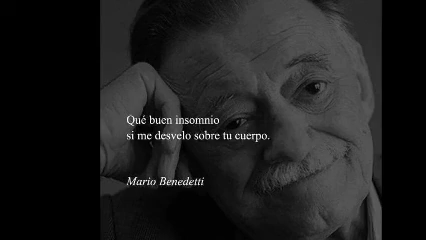 Qué buen insomnio
si me desvelo sobre tu cuerpo.
Mario Benedetti